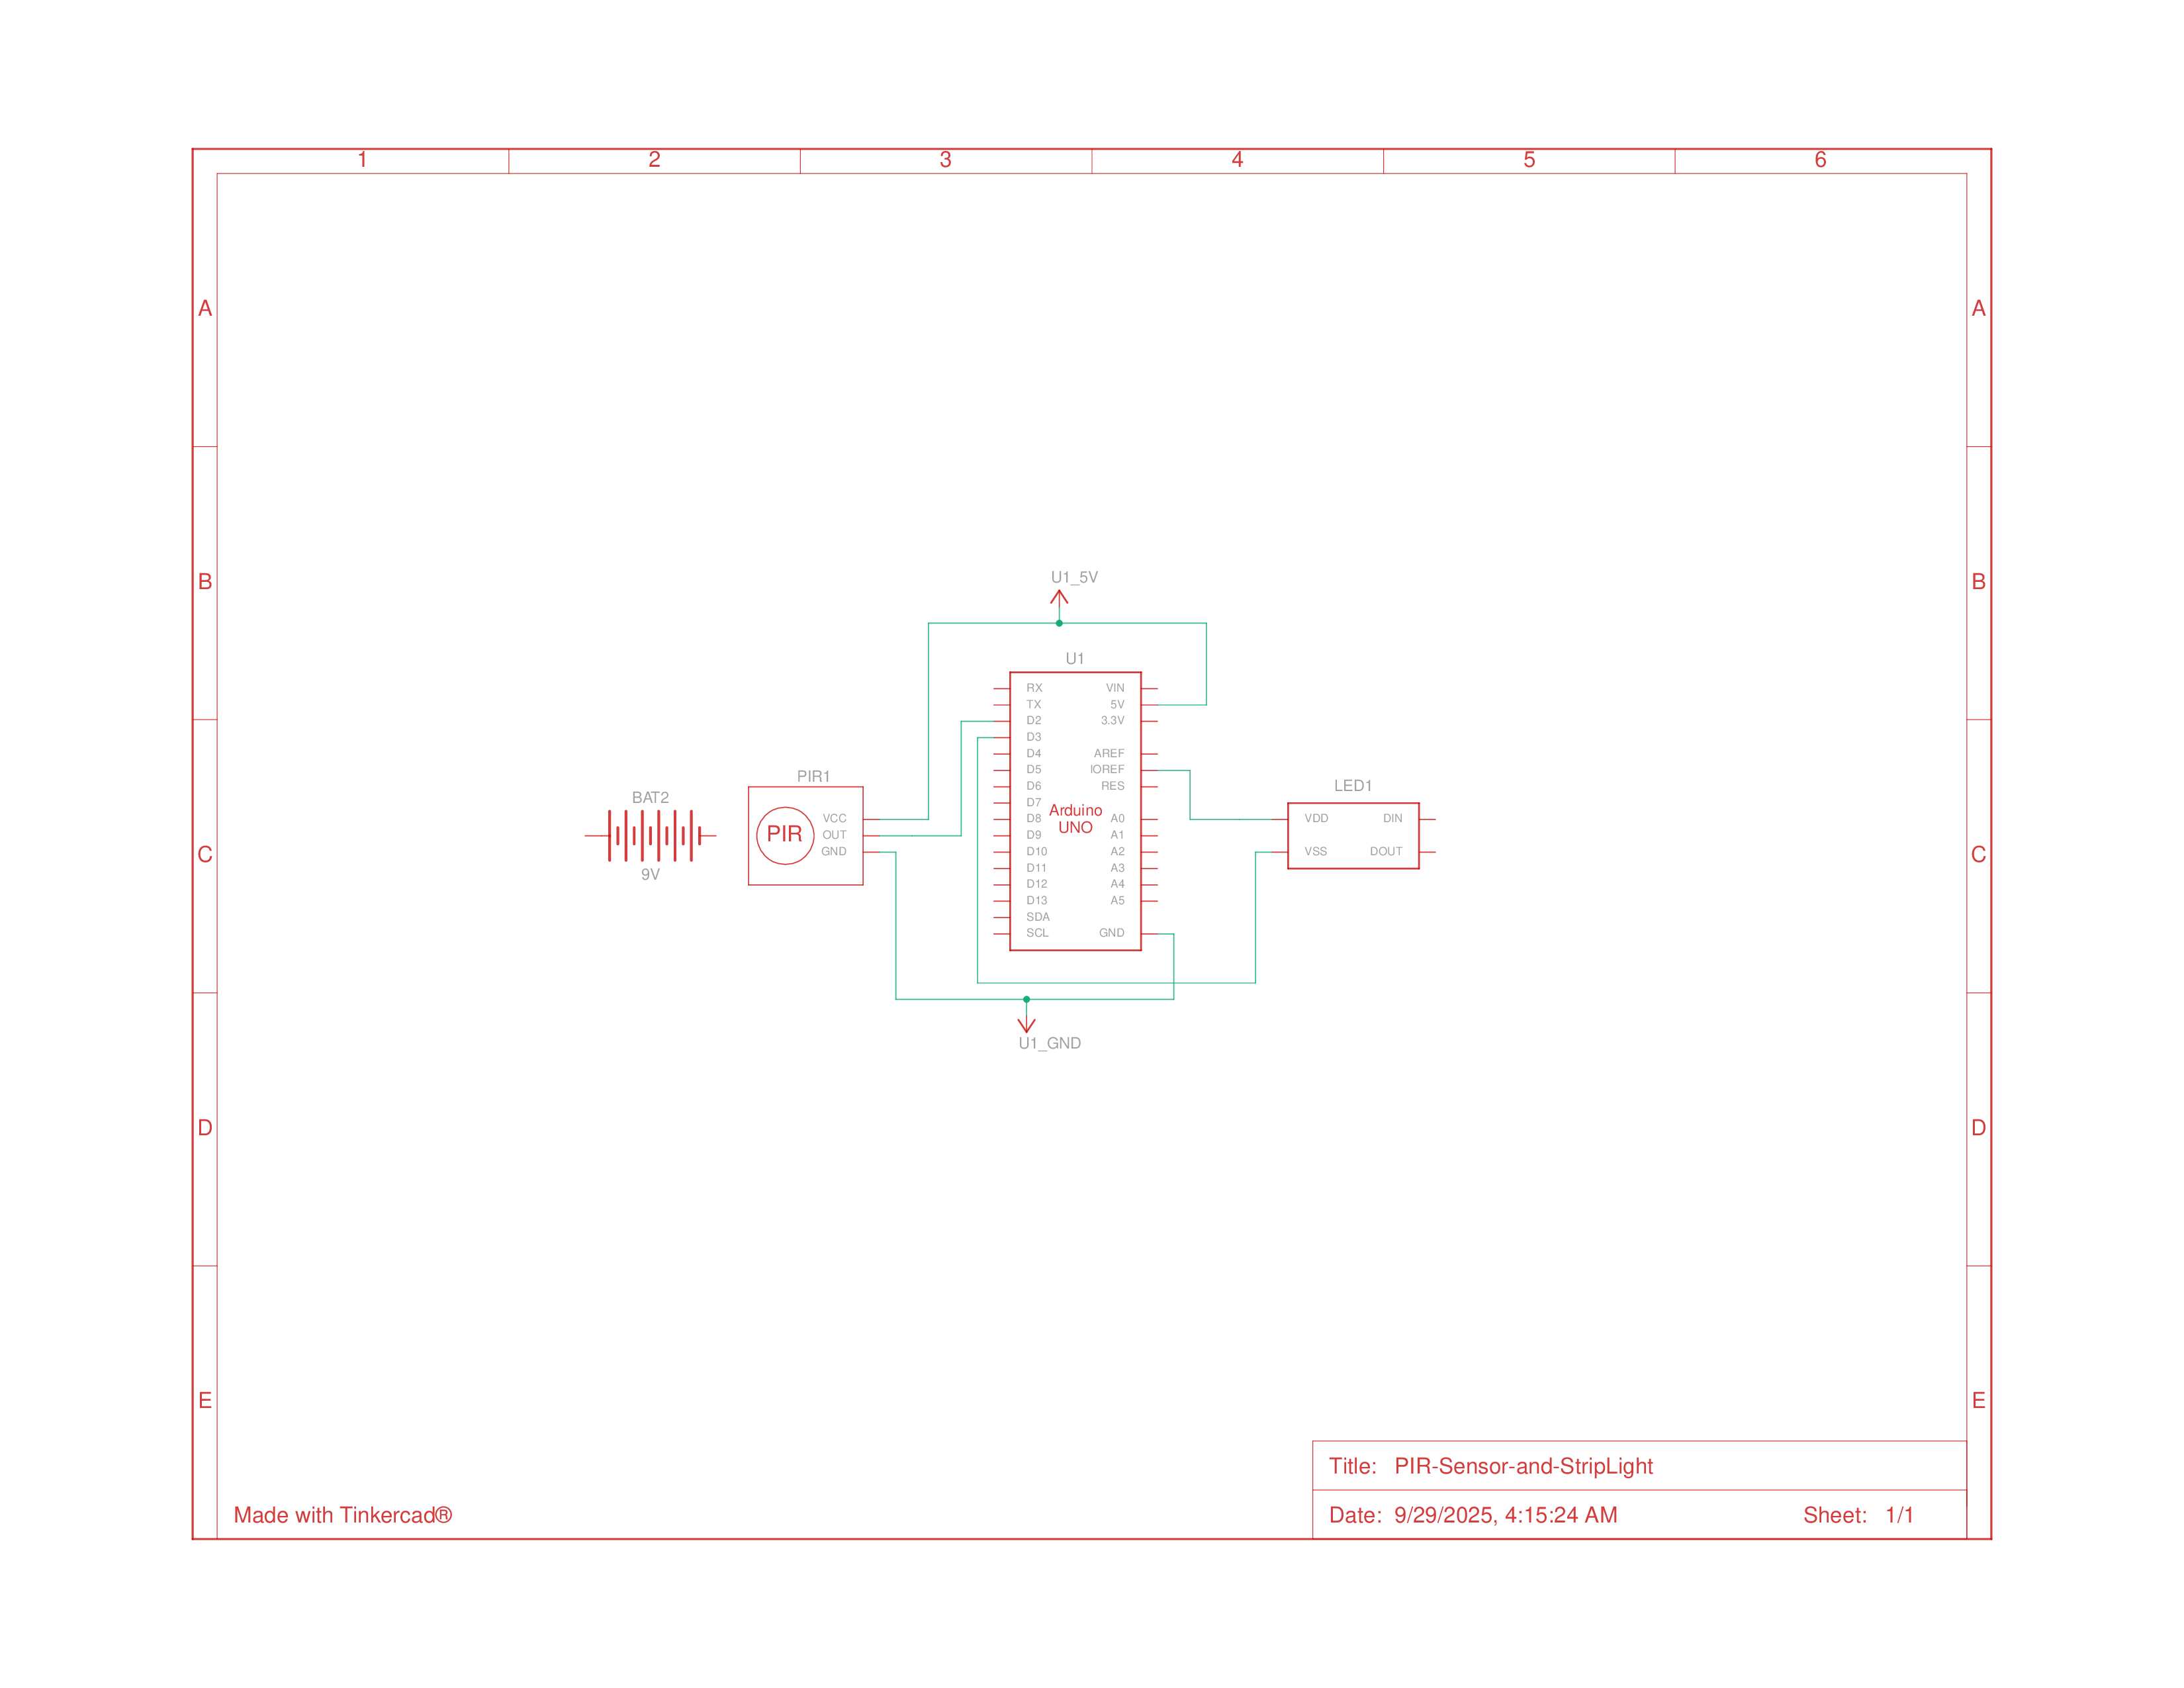 1 2 3 4 5 6
A A
B B
U1_5V
U1
RX VIN
TX 5V
D2 3.3V
D3
D4 AREF
D5 IOREF
D6 RES
D7
Arduino
UNO
D8 A0
D9 A1
D10 A2
D11 A3
D12 A4
D13 A5
SDA
SCL GND
PIR1
PIR
VCC
OUT
GND
BAT2
9V
LED1
VDD DIN
VSS DOUT
C C
U1_GND
D D
E E
Title: PIR-Sensor-and-StripLight
Made with Tinkercad®
Date: 9/29/2025, 4:15:24 AM Sheet: 1/1